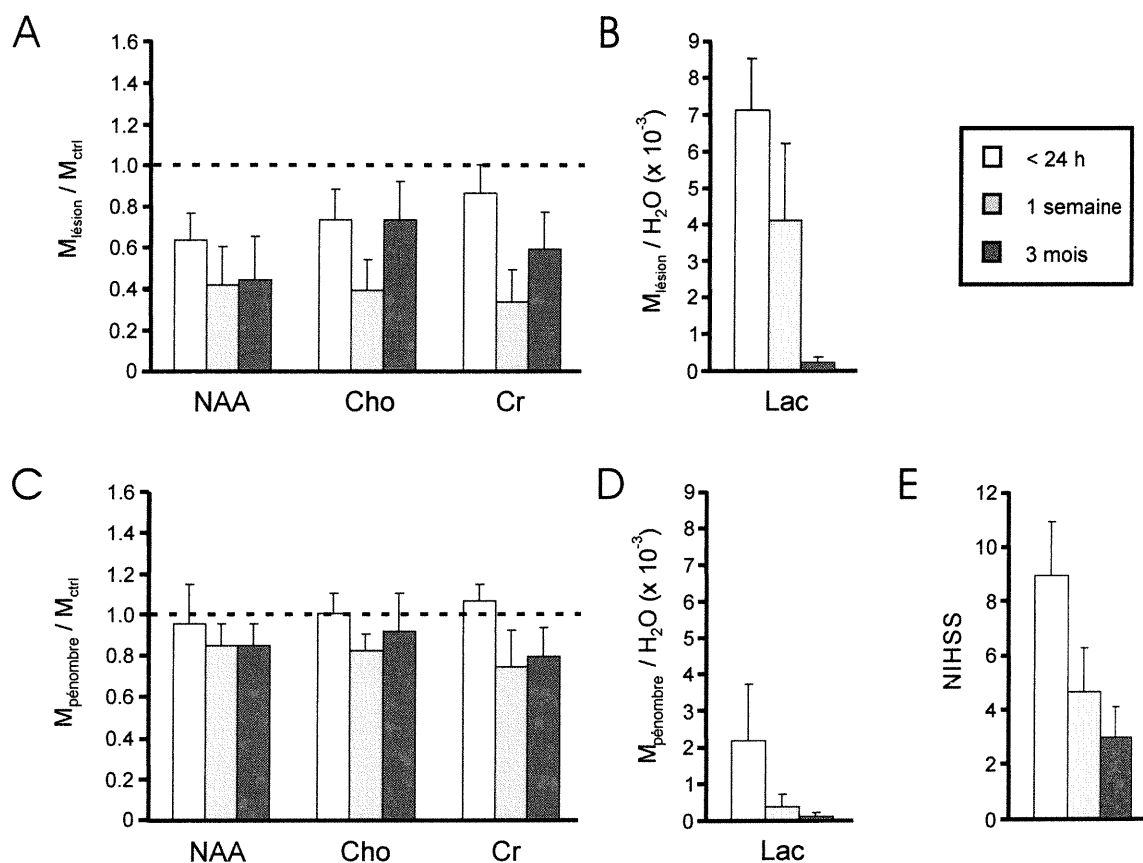 A
1.6
1.4
1.2
1.0
0.8
0.6
0.4
0.2
0
M_lésion / M_ctrl
NAA Cho Cr
B
9
8
7
6
5
4
3
2
1
0
M_lésion / H₂O (x 10⁻³)
Lac
< 24 h
1 semaine
3 mois
C
1.6
1.4
1.2
1.0
0.8
0.6
0.4
0.2
0
M_pénombre / M_ctrl
NAA Cho Cr
D
9
8
7
6
5
4
3
2
1
0
M_pénombre / H₂O (x 10⁻³)
Lac
E
12
10
8
6
4
2
0
NIHSS